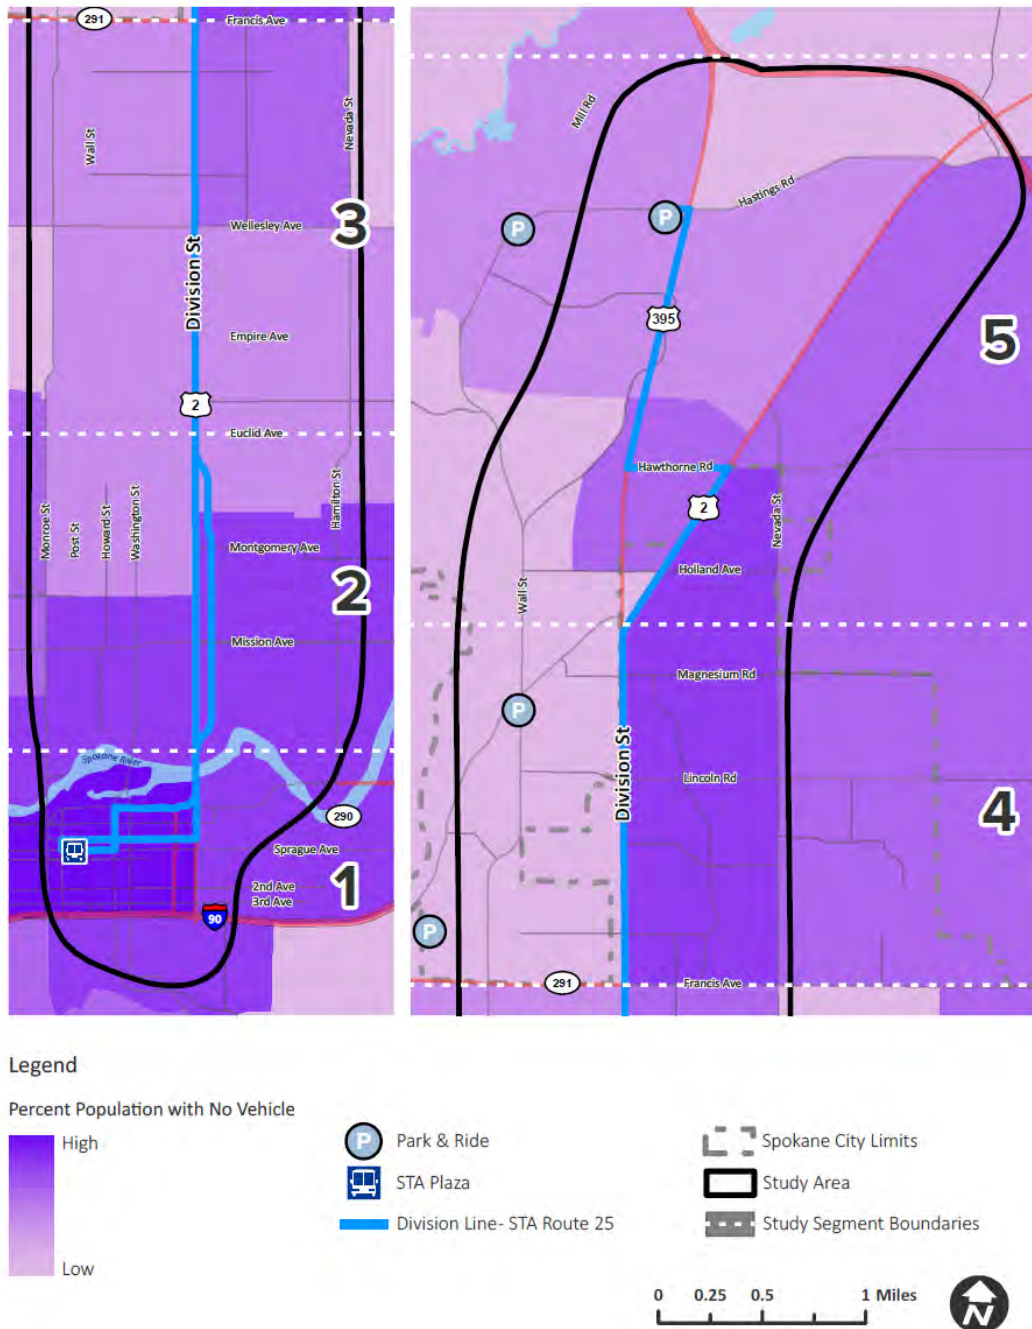 291
Francis Ave
Wall St
Nevada St
Wellesley Ave
3
Division St
Empire Ave
2
Euclid Ave
Monroe St
Post St
Howard St
Washington St
Hamilton St
Montgomery Ave
2
Mission Ave
Spokane River
290
Sprague Ave
1
2nd Ave
3rd Ave
90
Mill Rd
Hastings Rd
P
P
395
5
Hawthorne Rd
2
Nevada St
Holland Ave
Wall St
Magnesium Rd
P
Division St
Lincoln Rd
4
P
291
Francis Ave
Legend
Percent Population with No Vehicle
High
Low
P Park & Ride
STA Plaza
Division Line- STA Route 25
Spokane City Limits
Study Area
Study Segment Boundaries
0 0.25 0.5 1 Miles
N